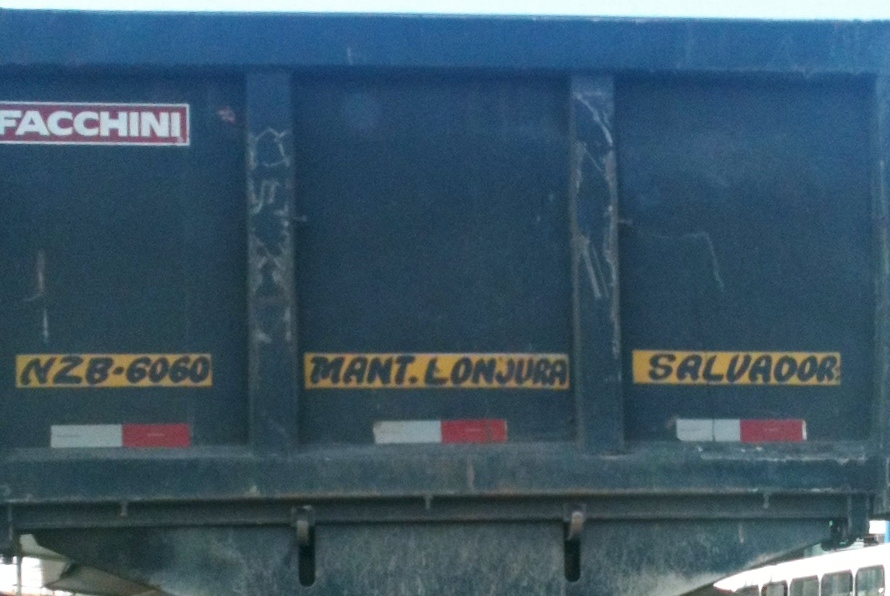 FACCHINI
NZB-6060 MANT. LONJURA SALVADOR